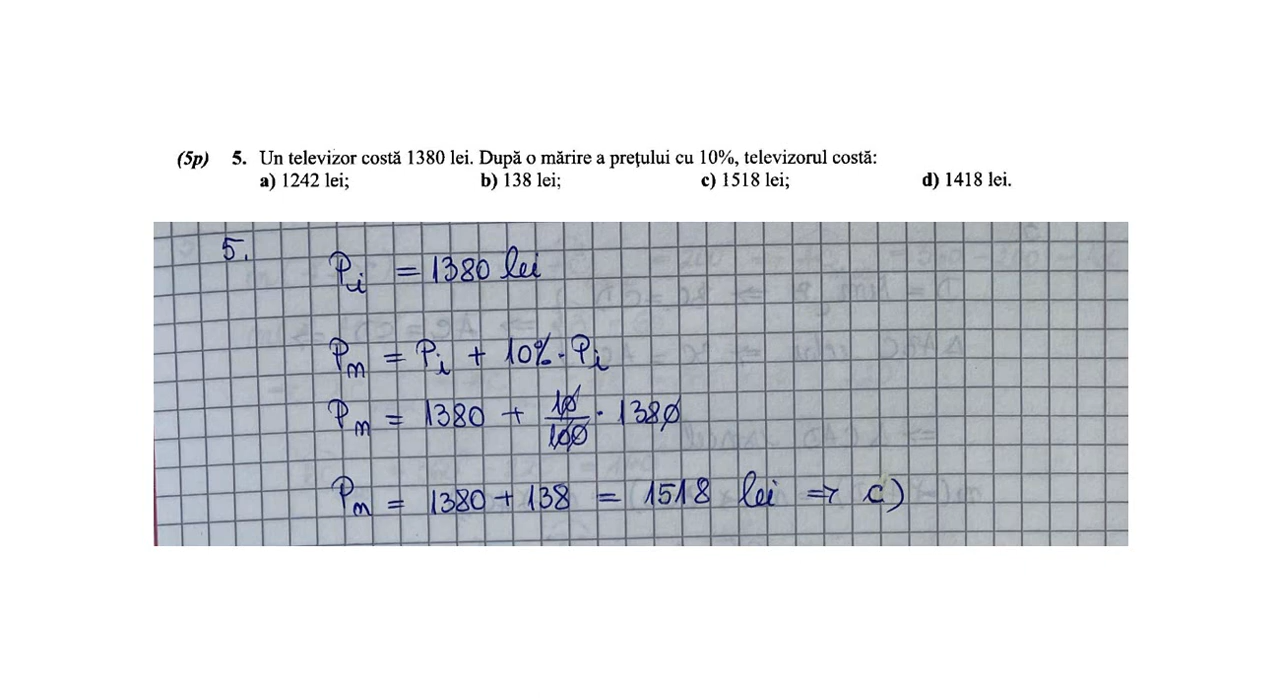 (5p) 5. Un televizor costă 1380 lei. După o mărire a prețului cu 10%, televizorul costă:
a) 1242 lei; b) 138 lei; c) 1518 lei; d) 1418 lei.
5. Pi = 1380 lei
Pm = Pi + 10% · Pi
Pm = 1380 + 10/100 · 1380
Pm = 1380 + 138 = 1518 lei => c)